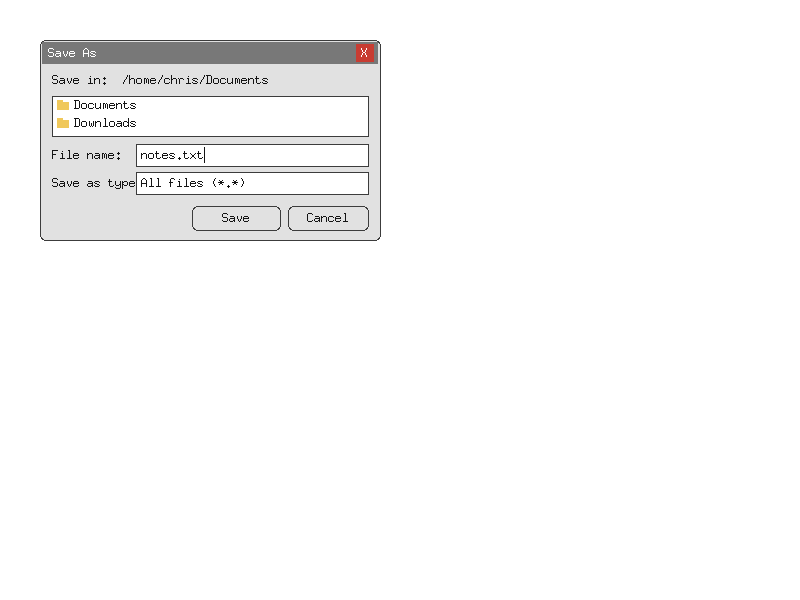 Save As X
Save in: /home/chris/Documents
Documents
Downloads
File name: notes.txt
Save as type All files (*.*)
Save Cancel